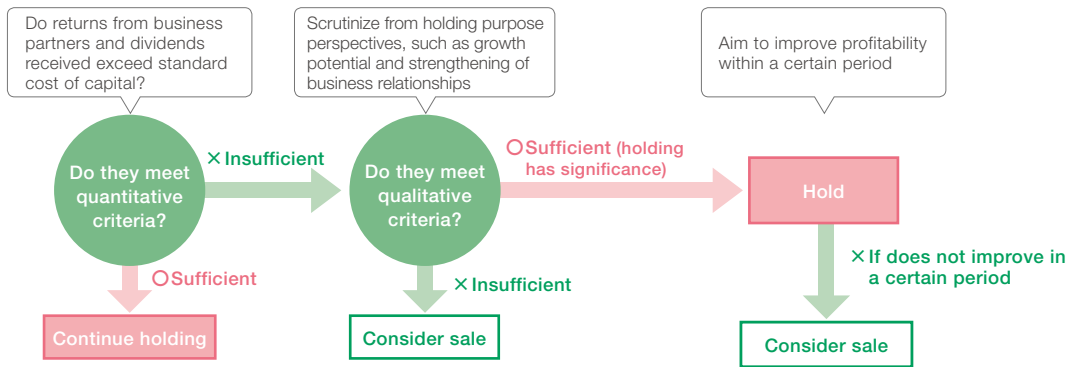 Do returns from business
partners and dividends
received exceed standard
cost of capital?
Scrutinize from holding purpose
perspectives, such as growth
potential and strengthening of
business relationships
Aim to improve profitability
within a certain period
Do they meet
quantitative
criteria?
×Insufficient
Do they meet
qualitative
criteria?
○Sufficient (holding
has significance)
Hold
○Sufficient
×Insufficient
×If does not improve in
a certain period
Continue holding
Consider sale
Consider sale